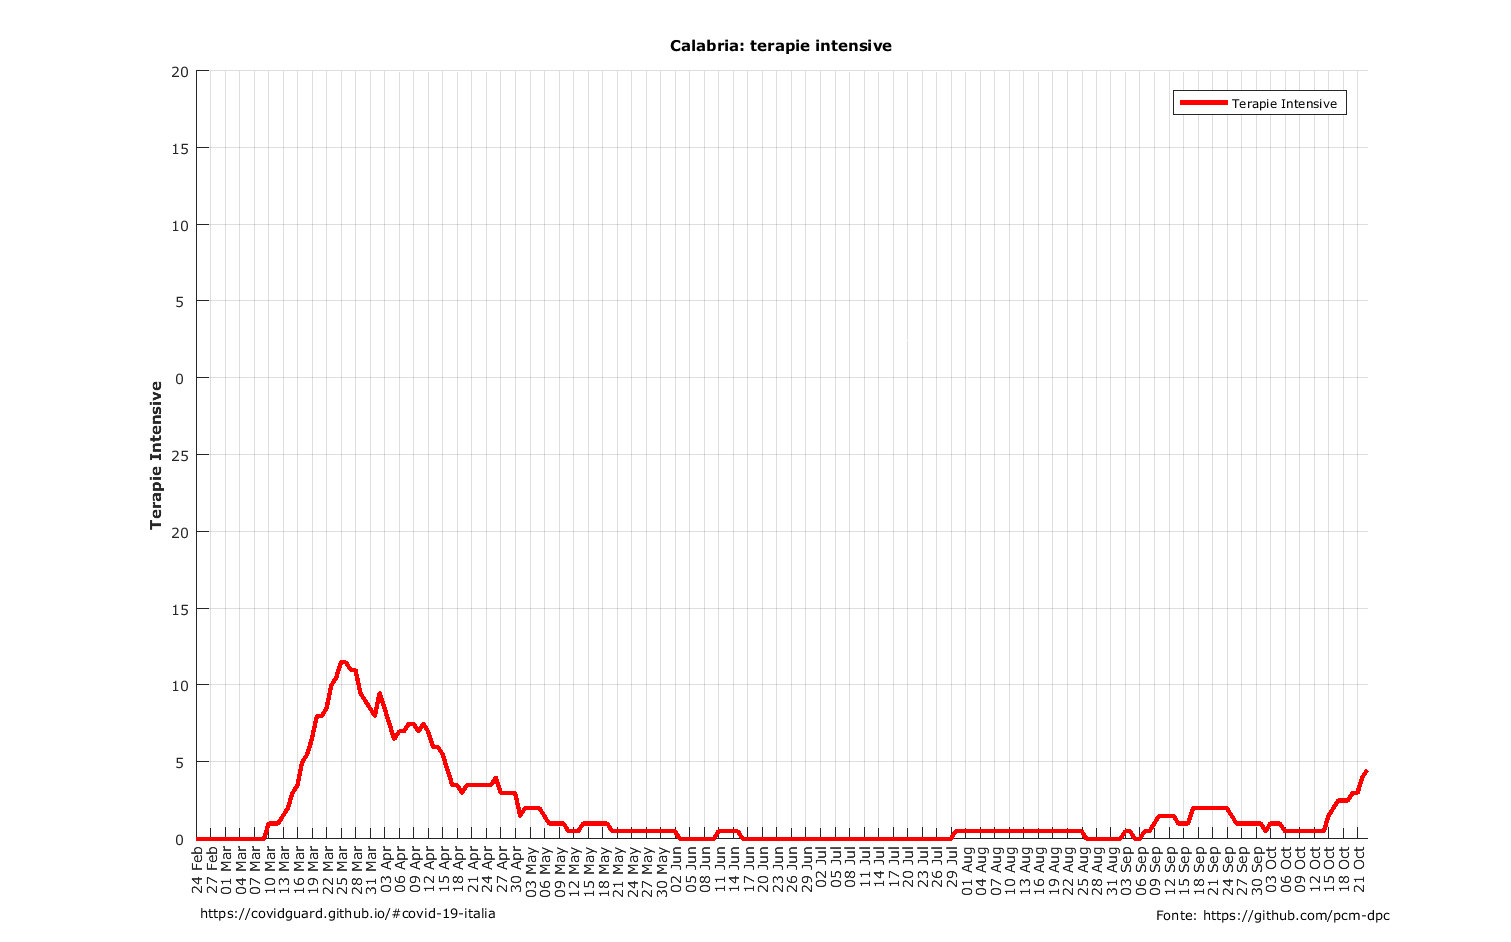 Calabria: terapie intensive
Terapie Intensive
20
15
10
5
0
25
20
15
10
5
0
Terapie Intensive
24 Feb
27 Feb
01 Mar
04 Mar
07 Mar
10 Mar
13 Mar
16 Mar
19 Mar
22 Mar
25 Mar
28 Mar
31 Mar
03 Apr
06 Apr
09 Apr
12 Apr
15 Apr
18 Apr
21 Apr
24 Apr
27 Apr
30 Apr
03 May
06 May
09 May
12 May
15 May
18 May
21 May
24 May
27 May
30 May
02 Jun
05 Jun
08 Jun
11 Jun
14 Jun
17 Jun
20 Jun
23 Jun
26 Jun
29 Jun
02 Jul
05 Jul
08 Jul
11 Jul
14 Jul
17 Jul
20 Jul
23 Jul
26 Jul
29 Jul
01 Aug
04 Aug
07 Aug
10 Aug
13 Aug
16 Aug
19 Aug
22 Aug
25 Aug
28 Aug
31 Aug
03 Sep
06 Sep
09 Sep
12 Sep
15 Sep
18 Sep
21 Sep
24 Sep
27 Sep
30 Sep
03 Oct
06 Oct
09 Oct
12 Oct
15 Oct
18 Oct
21 Oct
https://covidguard.github.io/#covid-19-italia
Fonte: https://github.com/pcm-dpc